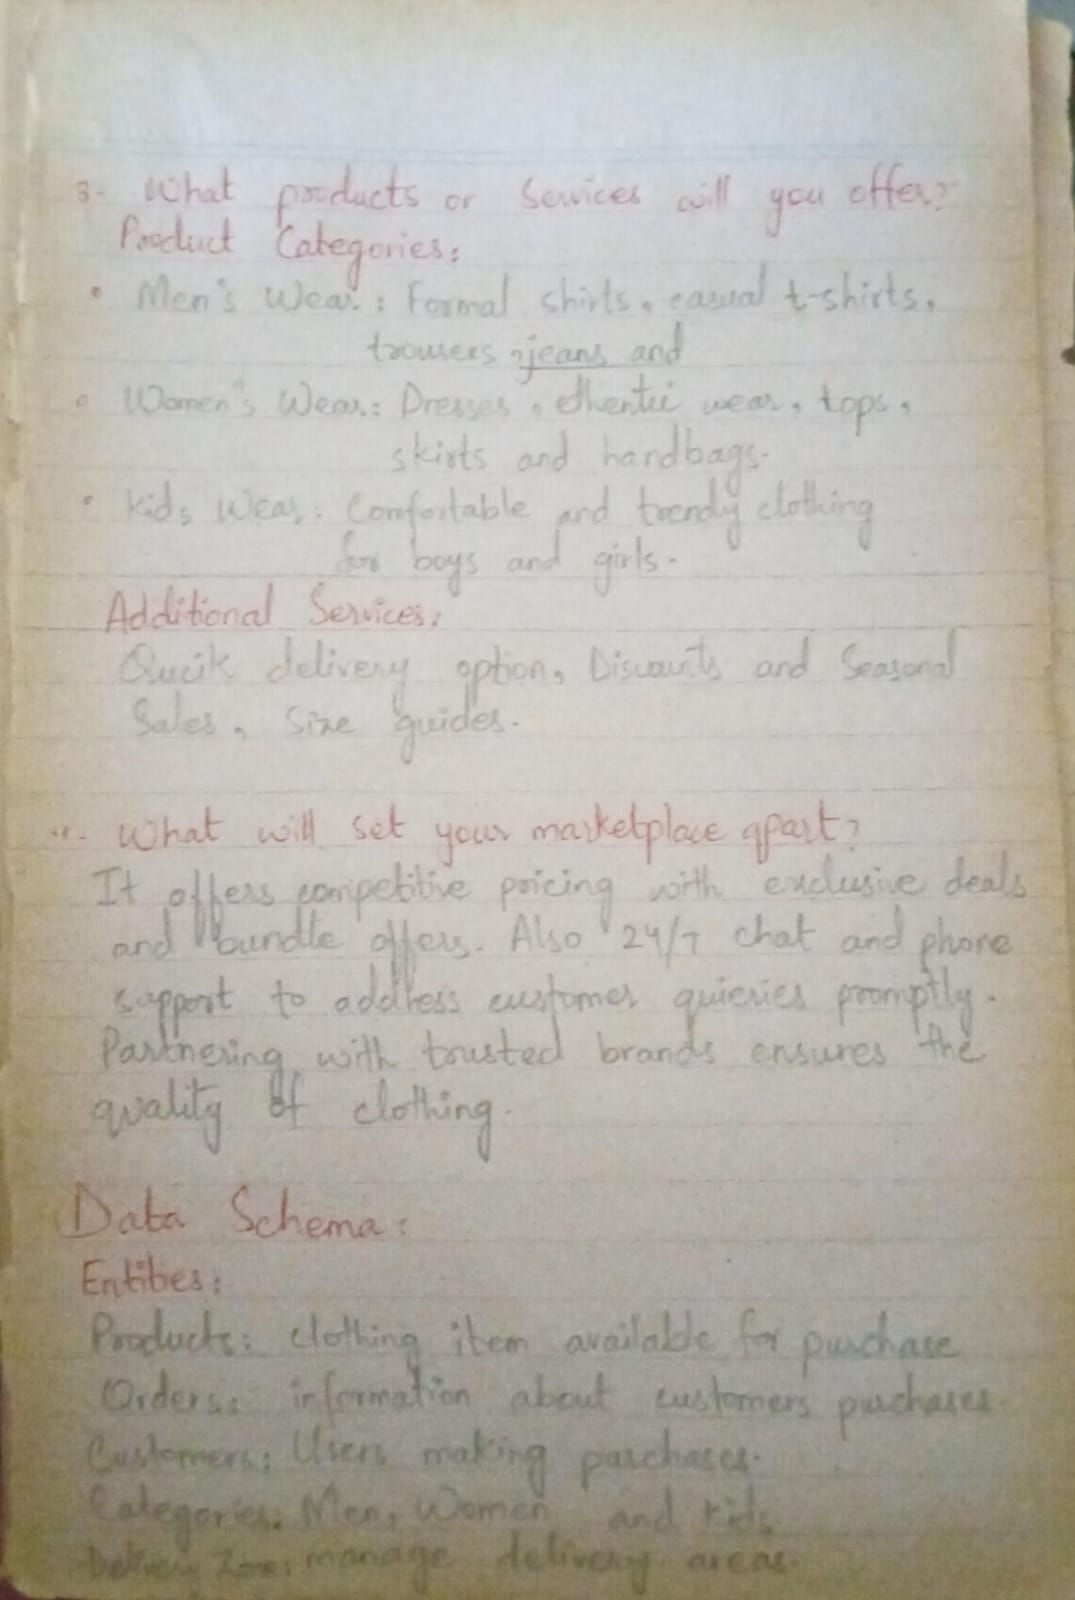 3- What products or Services will you offer?
Product Categories:
• Men's Wear : Formal shirts, casual t-shirts,
trousers, jeans and
• Women's Wear: Dresses, ethentic wear, tops,
skirts and handbags.
• Kids Wear: Comfortable and trendy clothing
for boys and girls.
Additional Services:
Qucik delivery option, Discounts and Seasonal
Sales, Size guides.
4- What will set your marketplace apart?
It offers competitive pricing with exclusive deals
and bundle offers. Also 24/7 chat and phone
support to address customer quieries promptly.
Partnering with trusted brands ensures the
quality of clothing.
Data Schema:
Entities:
Products: clothing item available for purchase
Orders: information about customers purchases.
Customers: Users making purchases.
Categories: Men, Women and Kids
Delivery Zone: manage delivery areas.